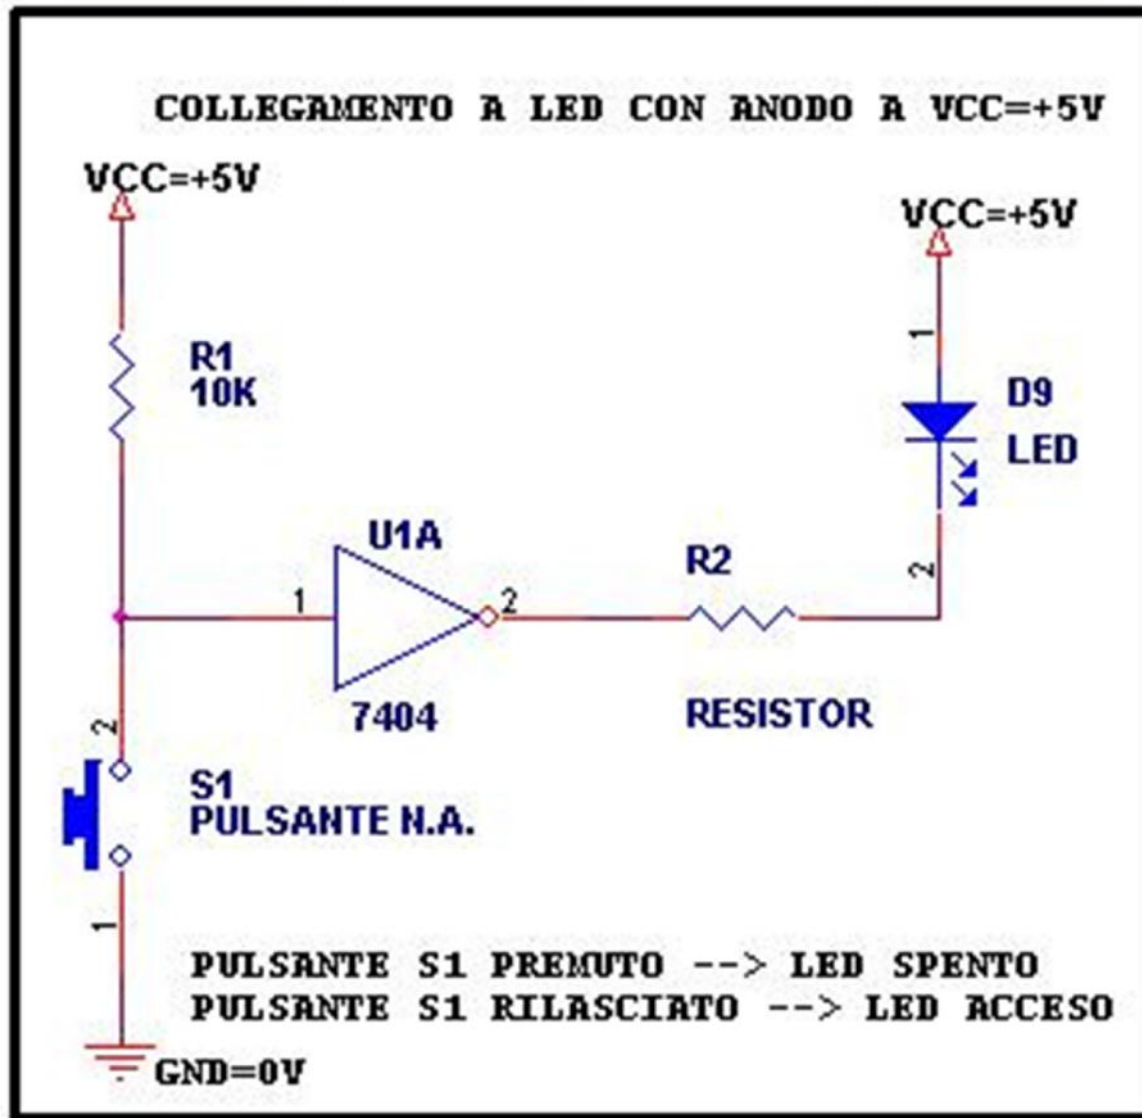 COLLEGAMENTO A LED CON ANODO A VCC=+5V
VCC=+5V
VCC=+5V
1
R1
10K
D9
LED
U1A
R2
1
2
2
7404
RESISTOR
2
S1
PULSANTE N.A.
1
PULSANTE S1 PREMUTO --> LED SPENTO
PULSANTE S1 RILASCIATO --> LED ACCESO
GND=0V